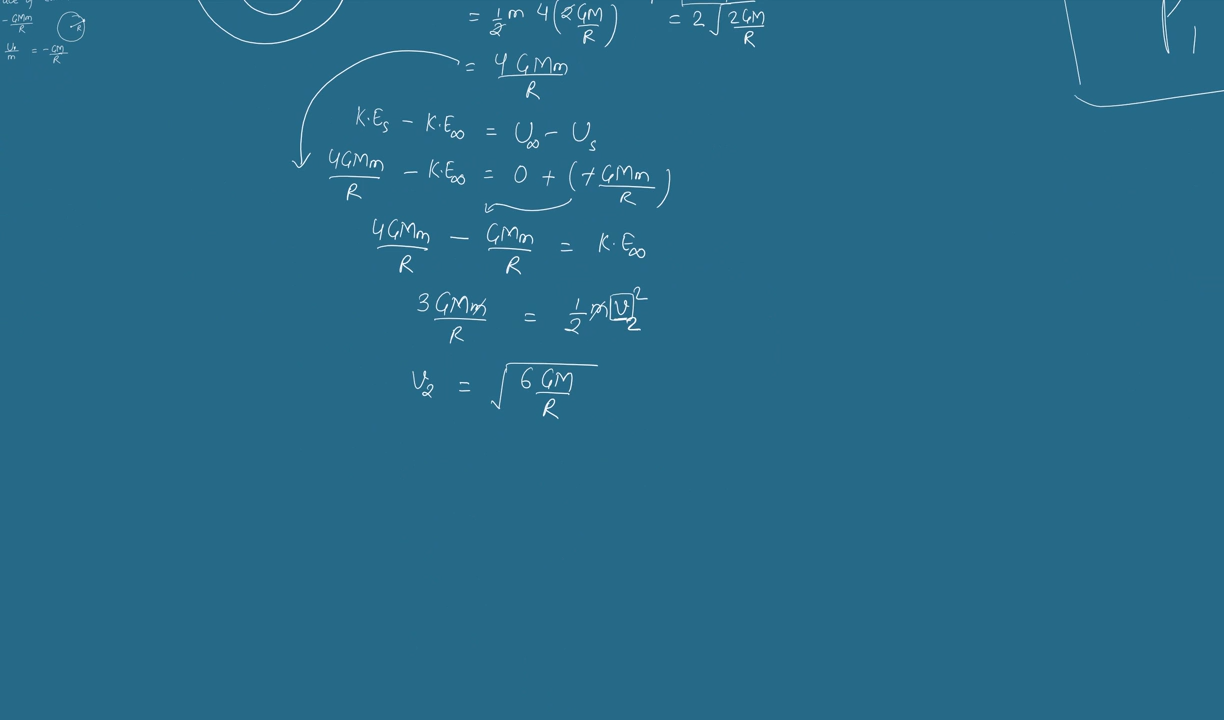 -GMm/R
R
U_s/m = -GM/R
= 1/2 m 4(2GM/R) = 2√(2GM/R)
= 4GMm/R
K.E_s - K.E_∞ = U_∞ - U_s
4GMm/R - K.E_∞ = 0 + (+GMm/R)
4GMm/R - GMm/R = K.E_∞
3GMm/R = 1/2 m v_2^2
v_2 = √(6GM/R)